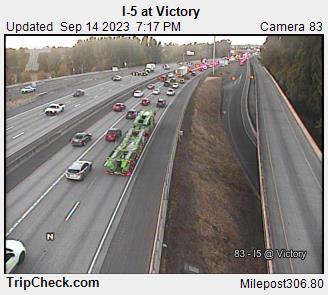 I-5 at Victory
Updated Sep 14 2023 7:17 PM Camera 83
N
83 - I5 @ Victory
TripCheck.com Milepost306.80